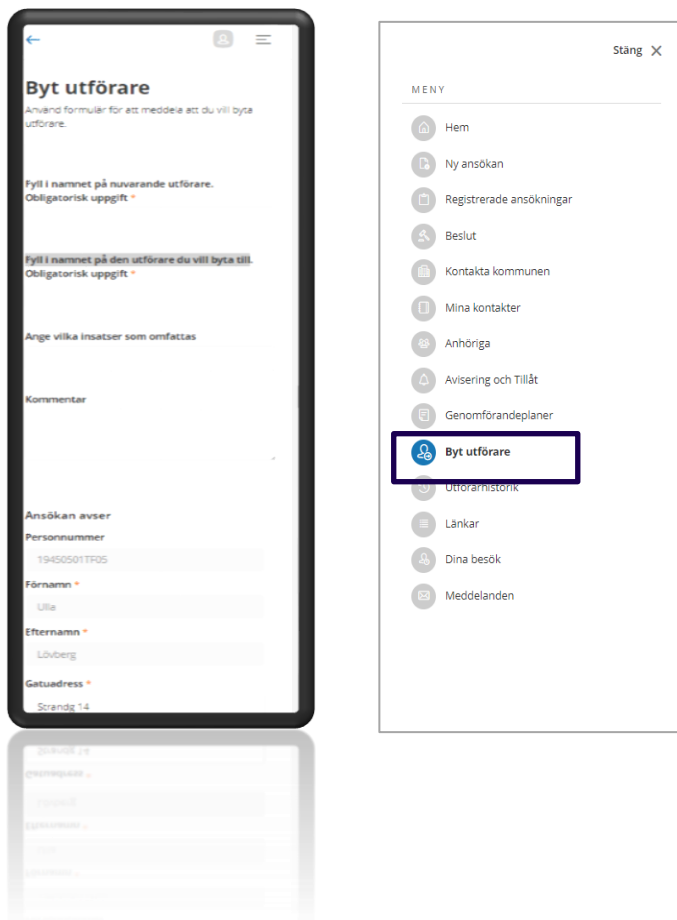 Byt utförare
Använd formulär för att meddela att du vill byta
utförare.
Fyll i namnet på nuvarande utförare.
Obligatorisk uppgift *
Fyll i namnet på den utförare du vill byta till.
Obligatorisk uppgift *
Ange vilka insatser som omfattas
Kommentar
Ansökan avser
Personnummer
19450501TF05
Förnamn *
Ulla
Efternamn *
Lövberg
Gatuadress *
Strandg 14
Stäng
MENY
Hem
Ny ansökan
Registrerade ansökningar
Beslut
Kontakta kommunen
Mina kontakter
Anhöriga
Avisering och Tillåt
Genomförandeplaner
Byt utförare
Utförarhistorik
Länkar
Dina besök
Meddelanden